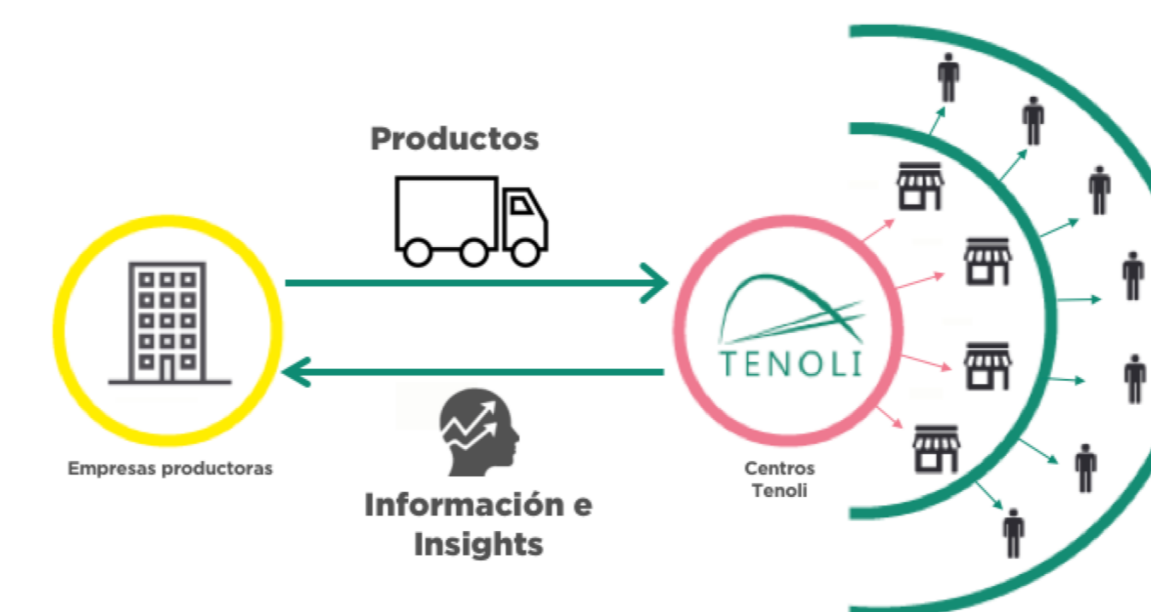 Productos
TENOLI
Empresas productoras
Centros
Tenoli
Información e
Insights